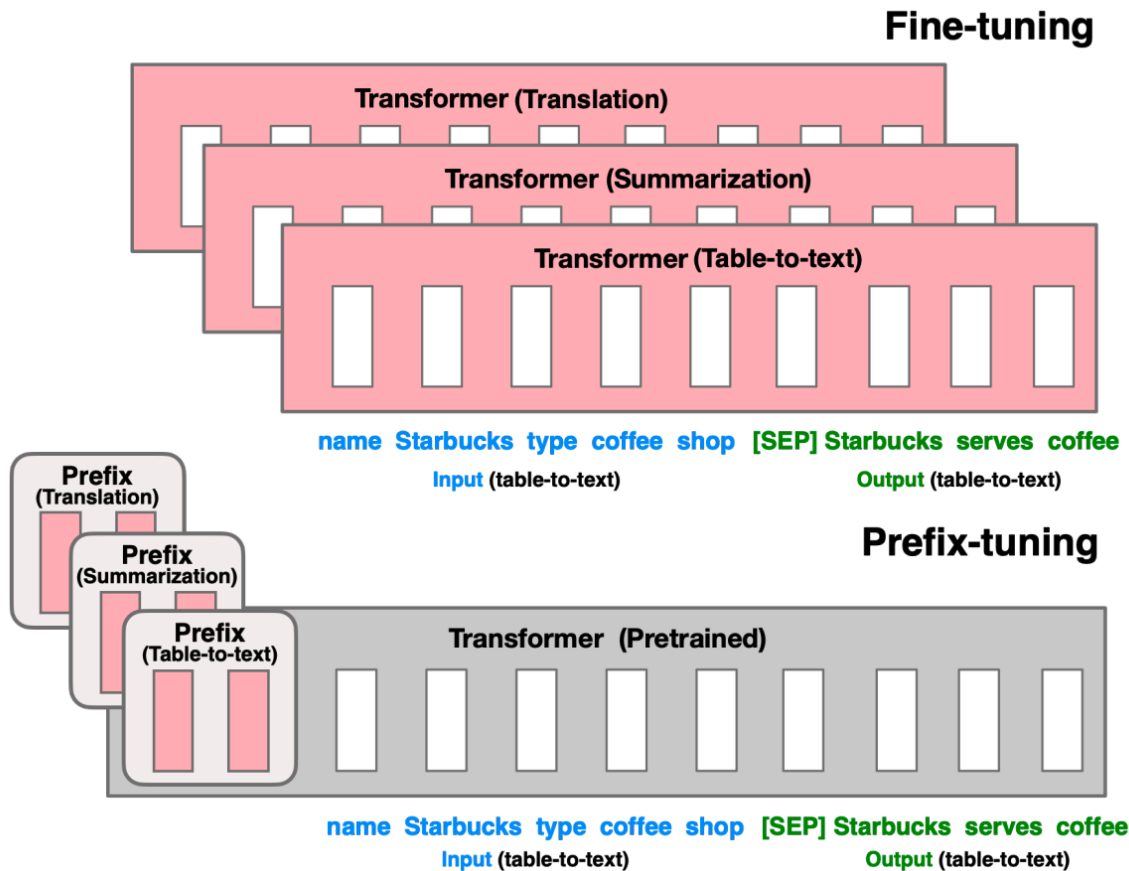 Fine-tuning
Transformer (Translation)
Transformer (Summarization)
Transformer (Table-to-text)
name Starbucks type coffee shop [SEP] Starbucks serves coffee
Input (table-to-text) Output (table-to-text)
Prefix-tuning
Prefix
(Translation)
Prefix
(Summarization)
Prefix
(Table-to-text)
Transformer (Pretrained)
name Starbucks type coffee shop [SEP] Starbucks serves coffee
Input (table-to-text) Output (table-to-text)